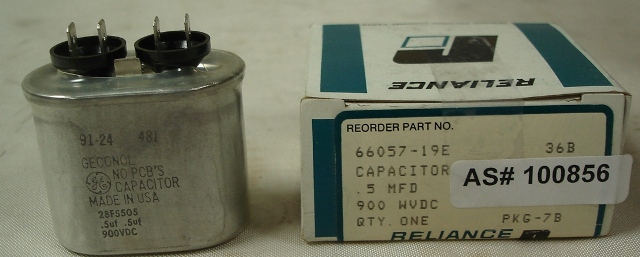 91-24 481
GECONOL
NO PCB'S
GE CAPACITOR
MADE IN USA
28F5505
.5uf .5uf
900VDC
RELIANCE
REORDER PART NO.
66057-19E 36B
CAPACITOR
.5 MFD
900 WVDC
QTY. ONE PKG-7B
AS# 100856
RELIANCE